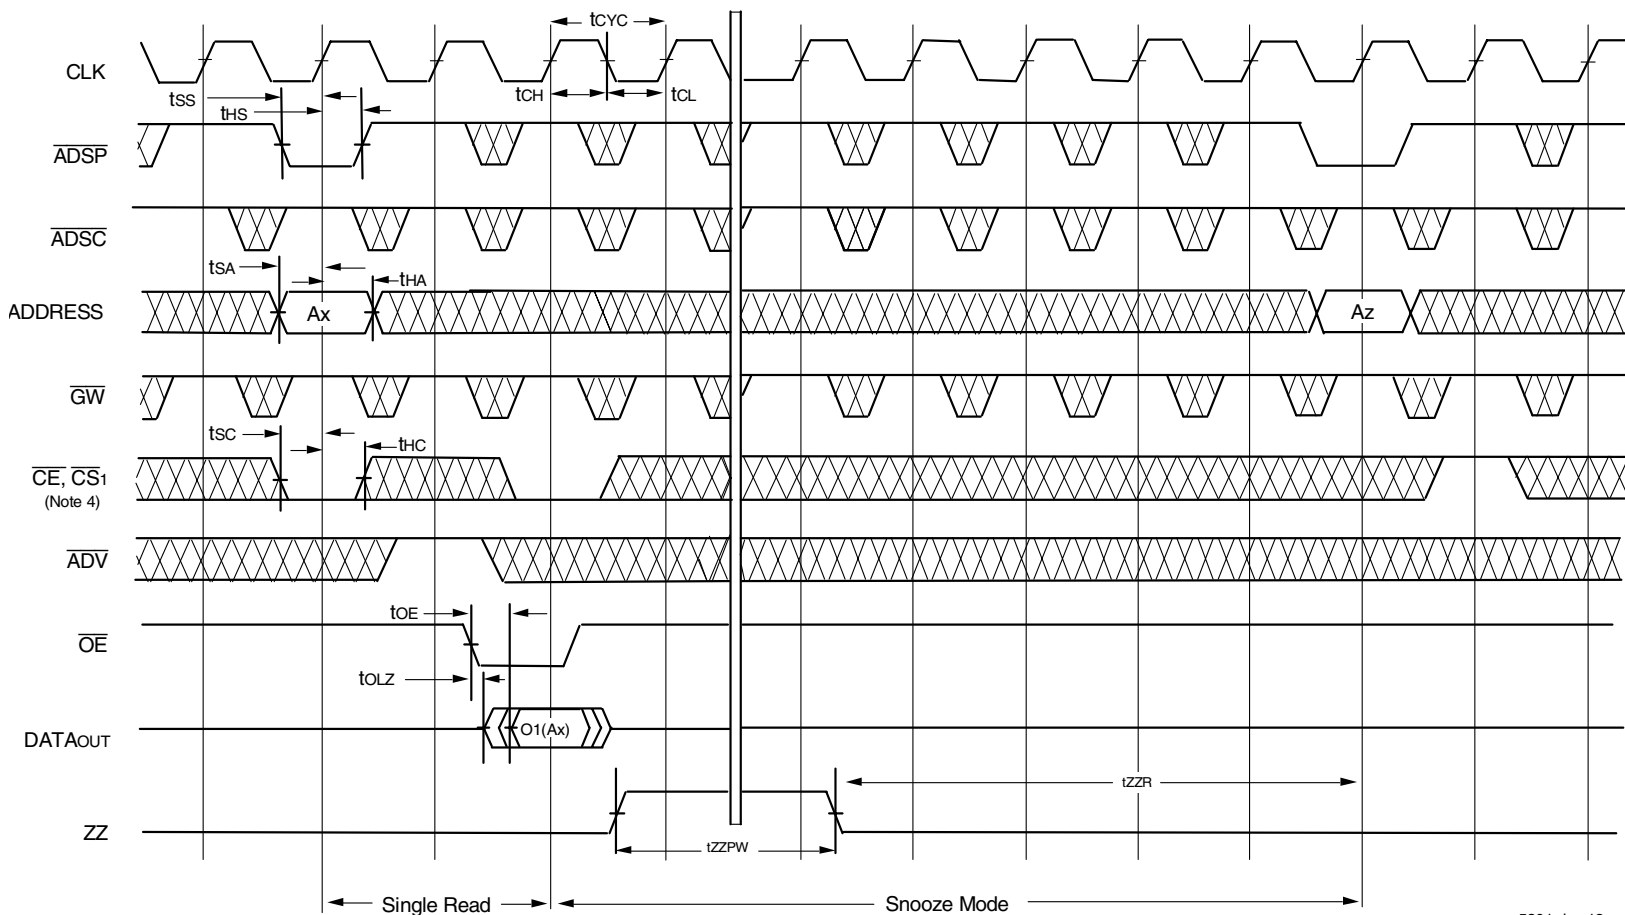 tCYC
CLK
tSS
tCH
tCL
tHS
ADSP
ADSC
tSA
tHA
ADDRESS
Ax
Az
GW
tSC
tHC
CE, CS1
(Note 4)
ADV
tOE
OE
tOLZ
O1(Ax)
DATAOUT
tZZR
ZZ
tZZPW
Single Read
Snooze Mode